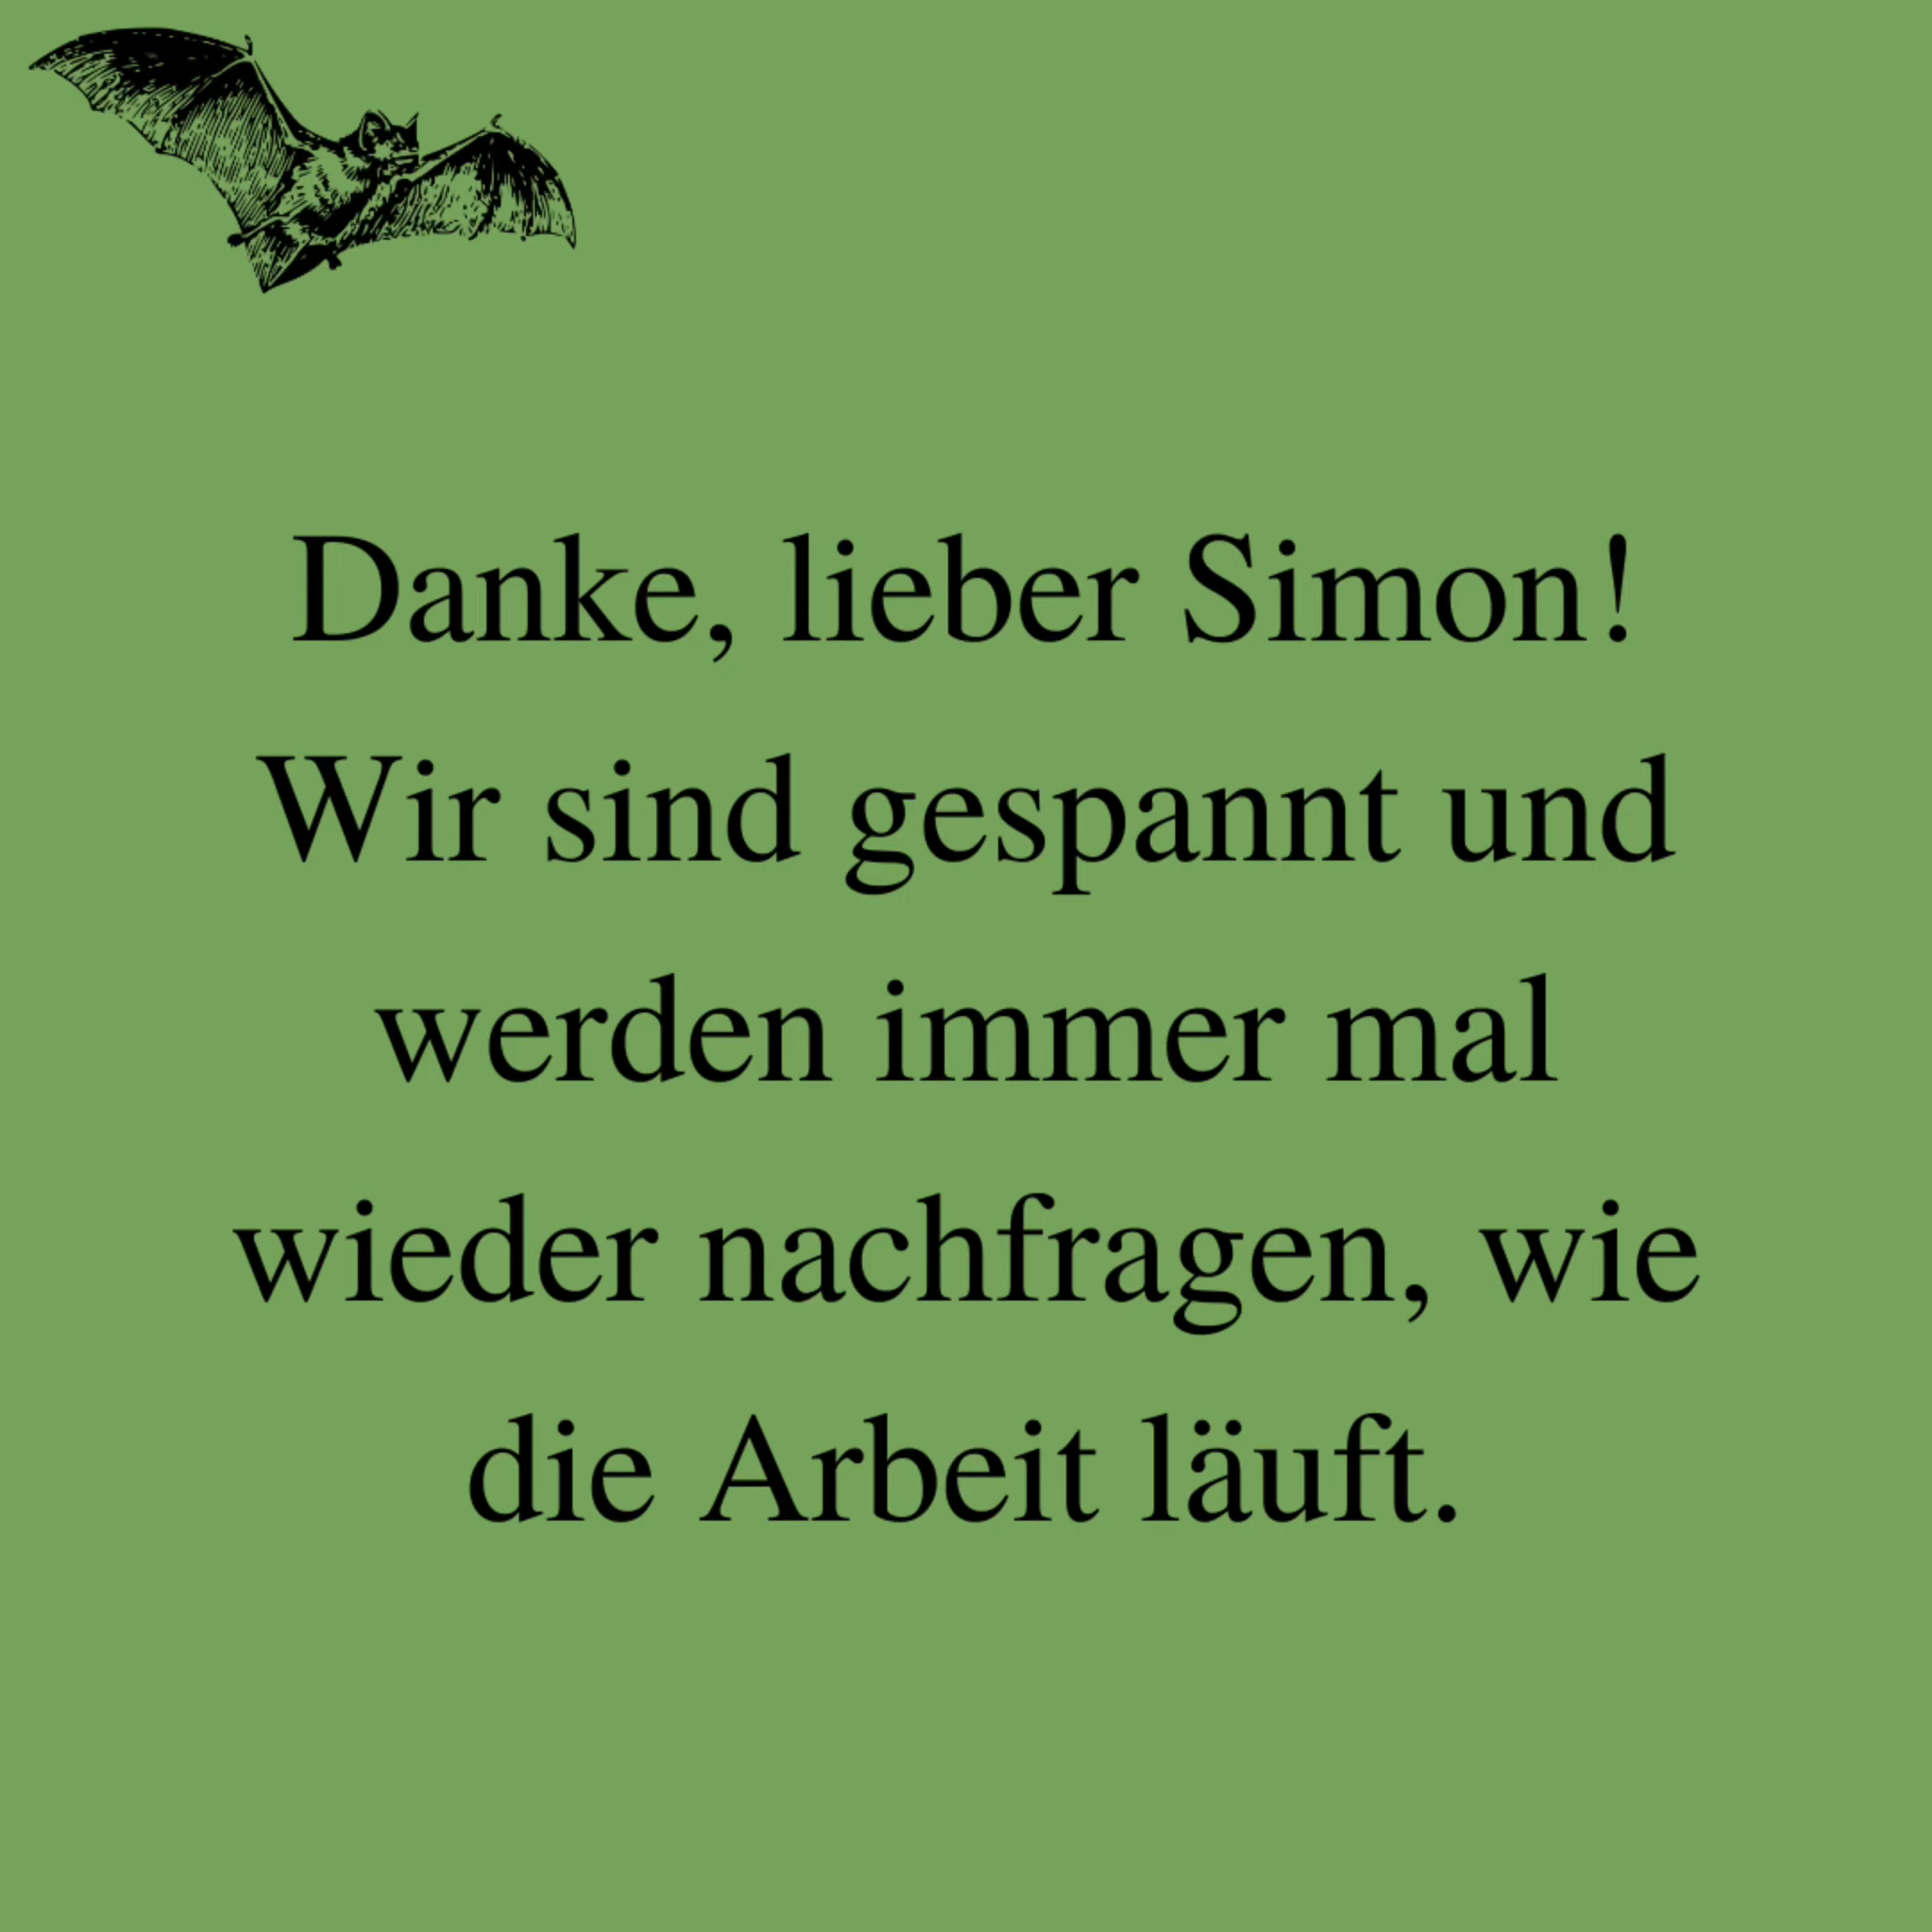 Danke, lieber Simon!
Wir sind gespannt und
werden immer mal
wieder nachfragen, wie
die Arbeit läuft.